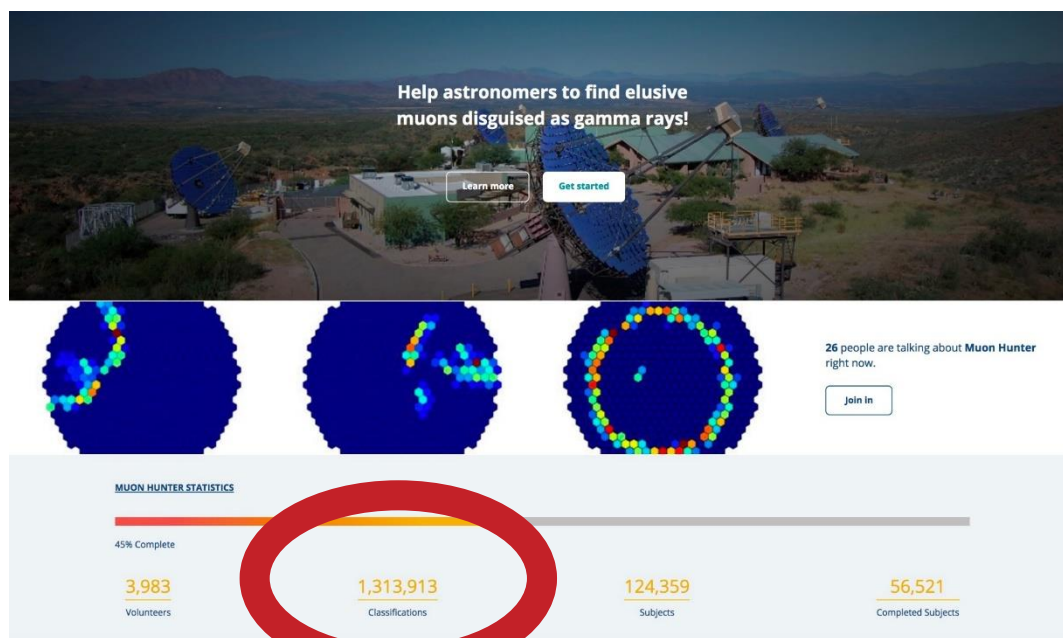 Help astronomers to find elusive
muons disguised as gamma rays!
Learn more
Get started
26 people are talking about Muon Hunter
right now.
Join in
MUON HUNTER STATISTICS
45% Complete
3,983
Volunteers
1,313,913
Classifications
124,359
Subjects
56,521
Completed Subjects